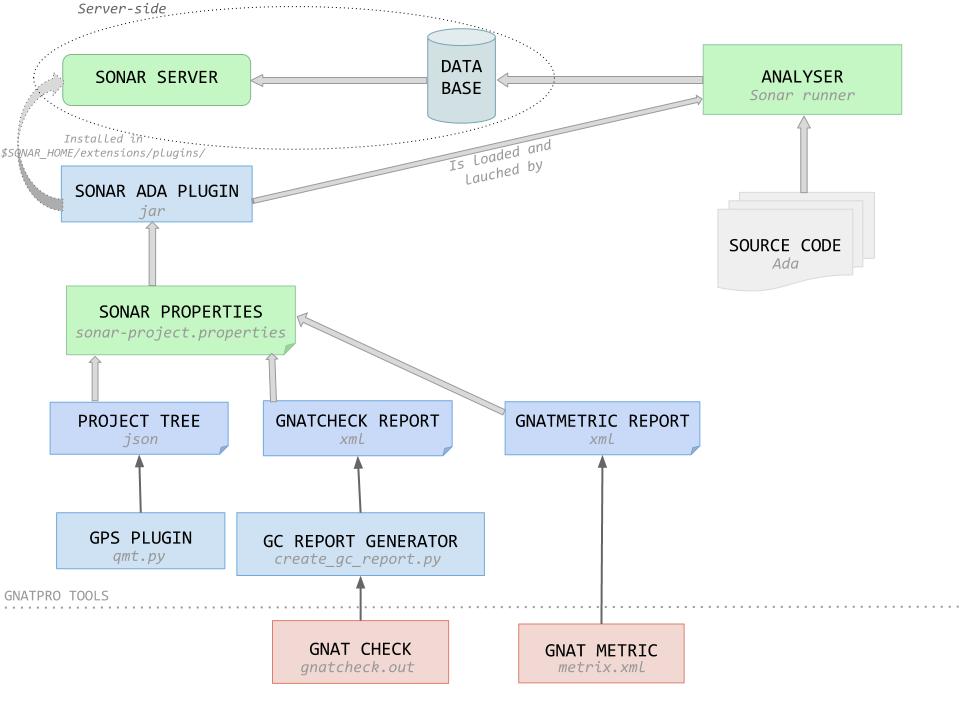 Server-side
SONAR SERVER
DATA
BASE
ANALYSER
Sonar runner
Installed in
$SONAR_HOME/extensions/plugins/
Is loaded and
Lauched by
SONAR ADA PLUGIN
jar
SOURCE CODE
Ada
SONAR PROPERTIES
sonar-project.properties
PROJECT TREE
json
GNATCHECK REPORT
xml
GNATMETRIC REPORT
xml
GPS PLUGIN
qmt.py
GC REPORT GENERATOR
create_gc_report.py
GNATPRO TOOLS
GNAT CHECK
gnatcheck.out
GNAT METRIC
metrix.xml